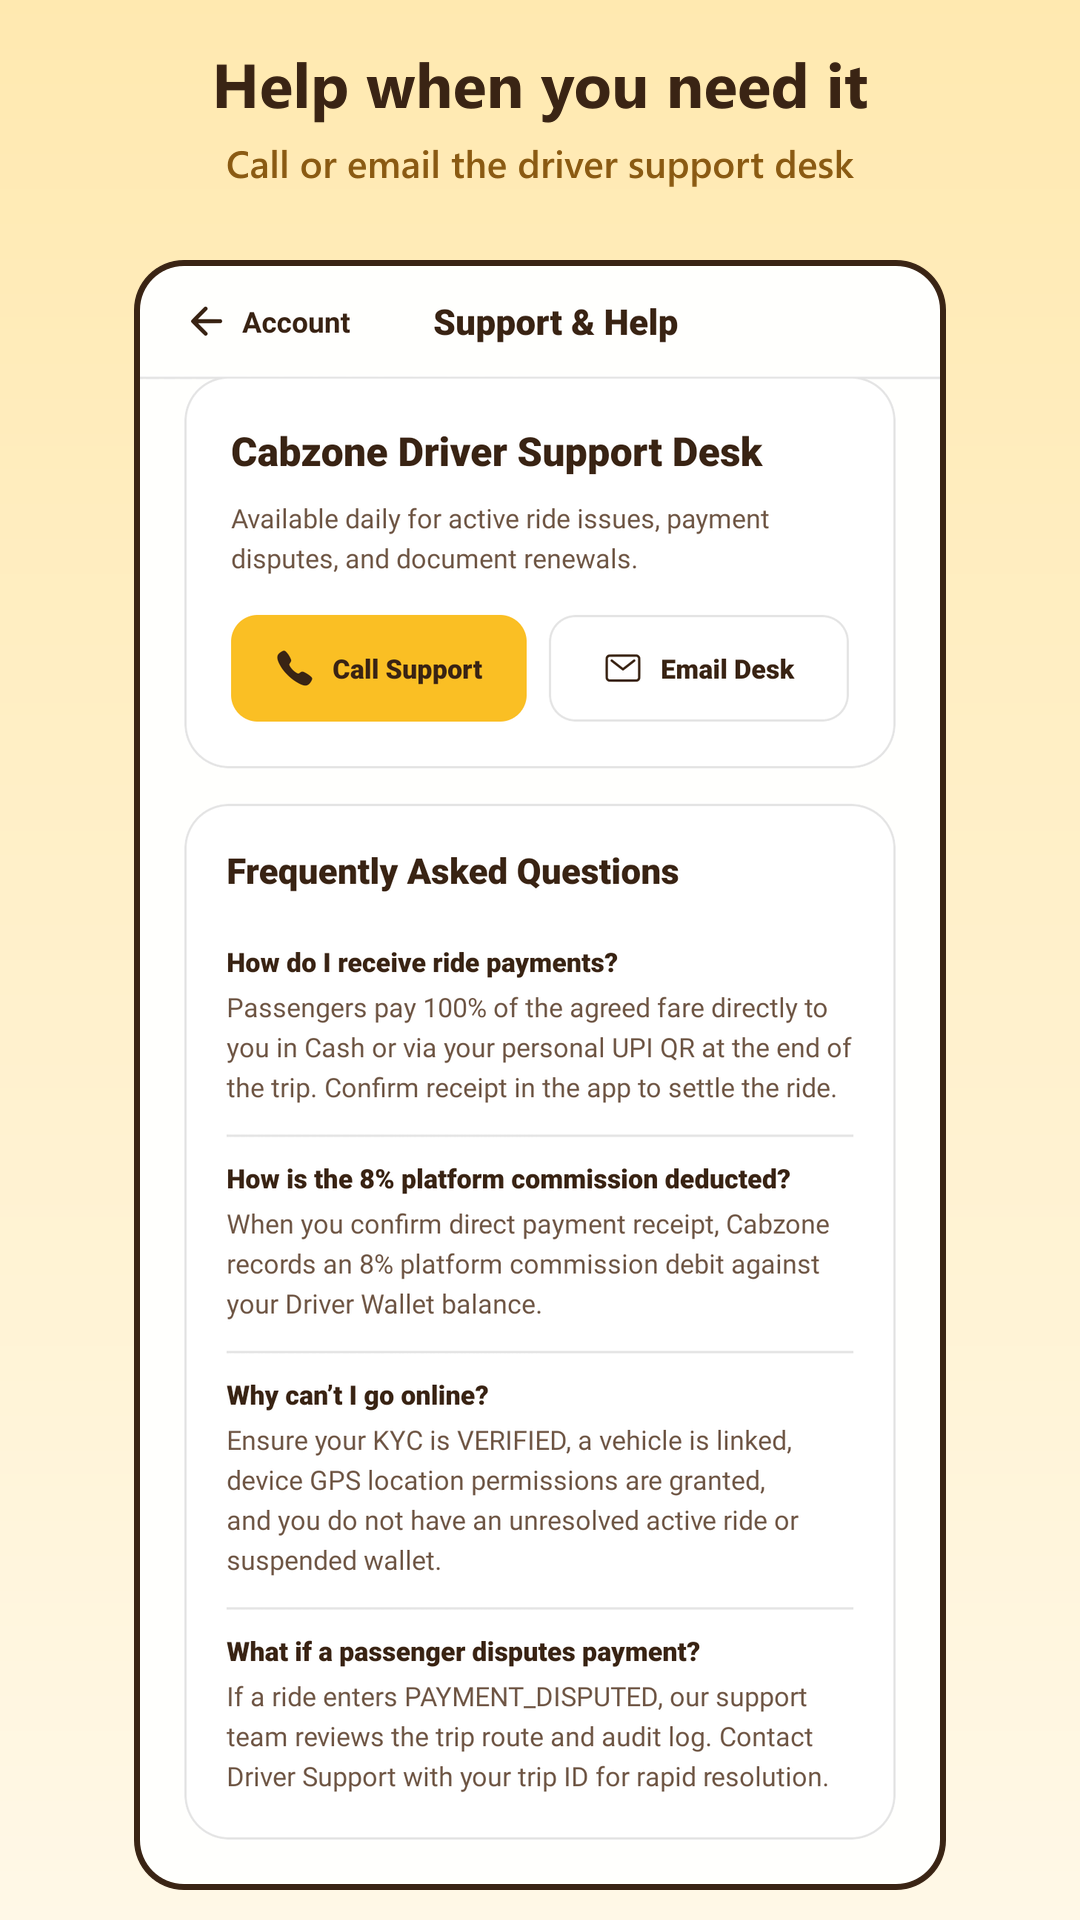 Help when you need it
Call or email the driver support desk
Account
Support & Help
Cabzone Driver Support Desk
Available daily for active ride issues, payment
disputes, and document renewals.
Call Support
Email Desk
Frequently Asked Questions
How do I receive ride payments?
Passengers pay 100% of the agreed fare directly to
you in Cash or via your personal UPI QR at the end of
the trip. Confirm receipt in the app to settle the ride.
How is the 8% platform commission deducted?
When you confirm direct payment receipt, Cabzone
records an 8% platform commission debit against
your Driver Wallet balance.
Why can’t I go online?
Ensure your KYC is VERIFIED, a vehicle is linked,
device GPS location permissions are granted,
and you do not have an unresolved active ride or
suspended wallet.
What if a passenger disputes payment?
If a ride enters PAYMENT_DISPUTED, our support
team reviews the trip route and audit log. Contact
Driver Support with your trip ID for rapid resolution.